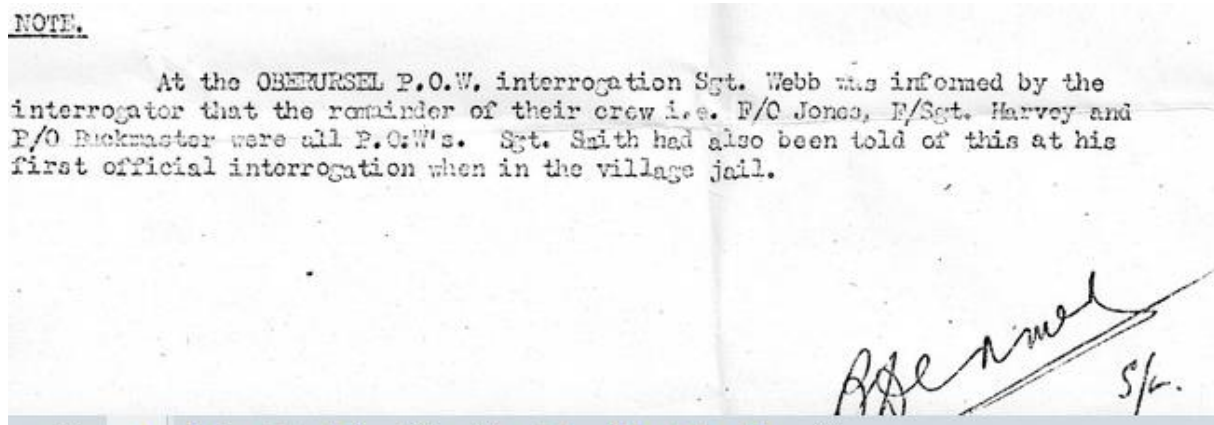 NOTE.
At the OBERURSEL P.O.W. interrogation Sgt. Webb was informed by the
interrogator that the remainder of their crew i.e. F/O Jones, F/Sgt. Harvey and
P/O Buckmaster were all P.O.W's. Sgt. Smith had also been told of this at his
first official interrogation when in the village jail.